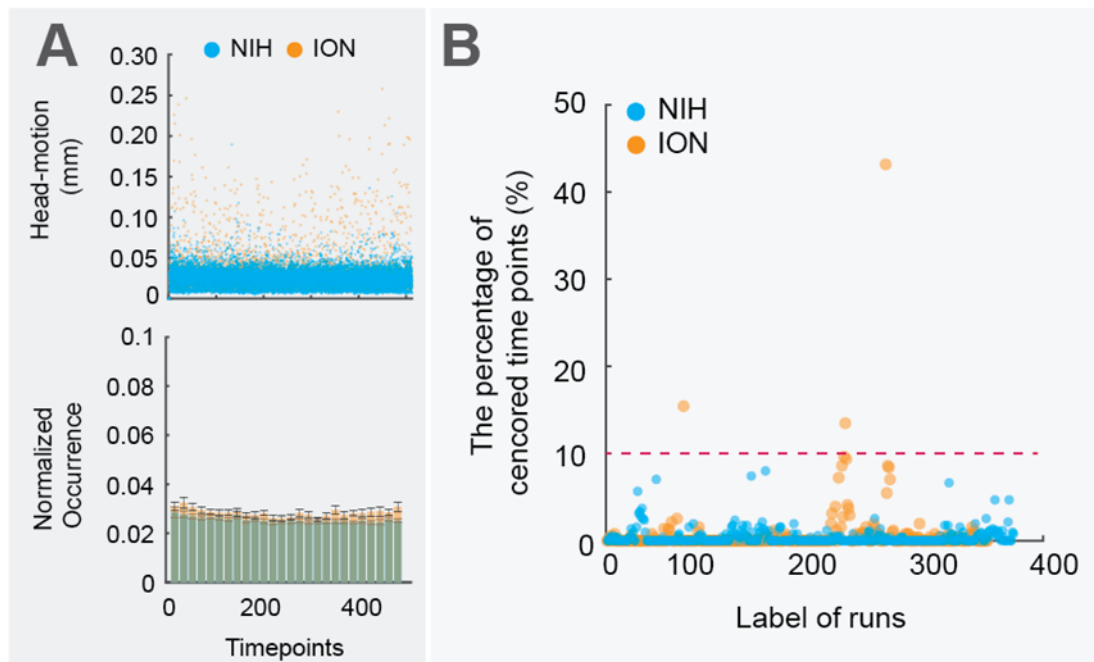 A
NIH ION
0.30
0.25
0.20
0.15
0.10
0.05
0
Head-motion
(mm)
0.1
0.08
0.06
0.04
0.02
0
Normalized
Occurrence
0 200 400
Timepoints
B
NIH
ION
50
40
30
20
10
0
The percentage of
cencored time points (%)
0 100 200 300 400
Label of runs